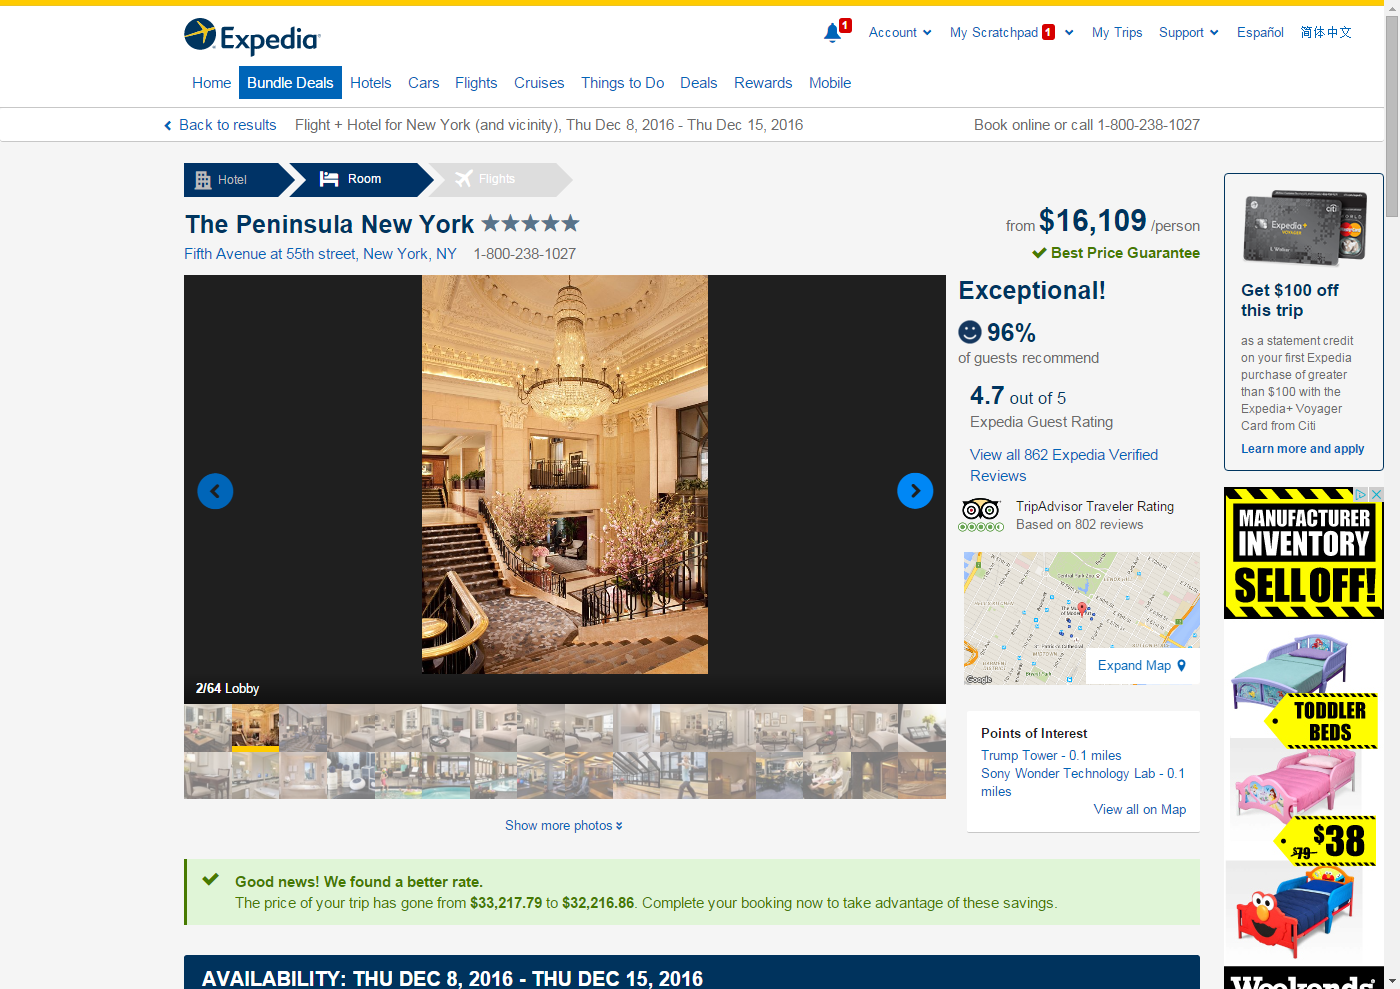 Expedia
1
Account
My Scratchpad 1
My Trips
Support
Español
简体中文
Home
Bundle Deals
Hotels
Cars
Flights
Cruises
Things to Do
Deals
Rewards
Mobile
Back to results
Flight + Hotel for New York (and vicinity), Thu Dec 8, 2016 - Thu Dec 15, 2016
Book online or call 1-800-238-1027
Hotel
Room
Flights
The Peninsula New York
from $16,109 /person
Fifth Avenue at 55th street, New York, NY
1-800-238-1027
Best Price Guarantee
2/64 Lobby
Show more photos
Exceptional!
96%
of guests recommend
4.7 out of 5
Expedia Guest Rating
View all 862 Expedia Verified
Reviews
TripAdvisor Traveler Rating
Based on 802 reviews
Expand Map
Google
Points of Interest
Trump Tower - 0.1 miles
Sony Wonder Technology Lab - 0.1
miles
View all on Map
Good news! We found a better rate.
The price of your trip has gone from $33,217.79 to $32,216.86. Complete your booking now to take advantage of these savings.
AVAILABILITY: THU DEC 8, 2016 - THU DEC 15, 2016
citi
Expedia+
VOYAGER
Get $100 off
this trip
as a statement credit
on your first Expedia
purchase of greater
than $100 with the
Expedia+ Voyager
Card from Citi
Learn more and apply
MANUFACTURER
INVENTORY
SELL OFF!
TODDLER
BEDS
$79
$38
Weekends